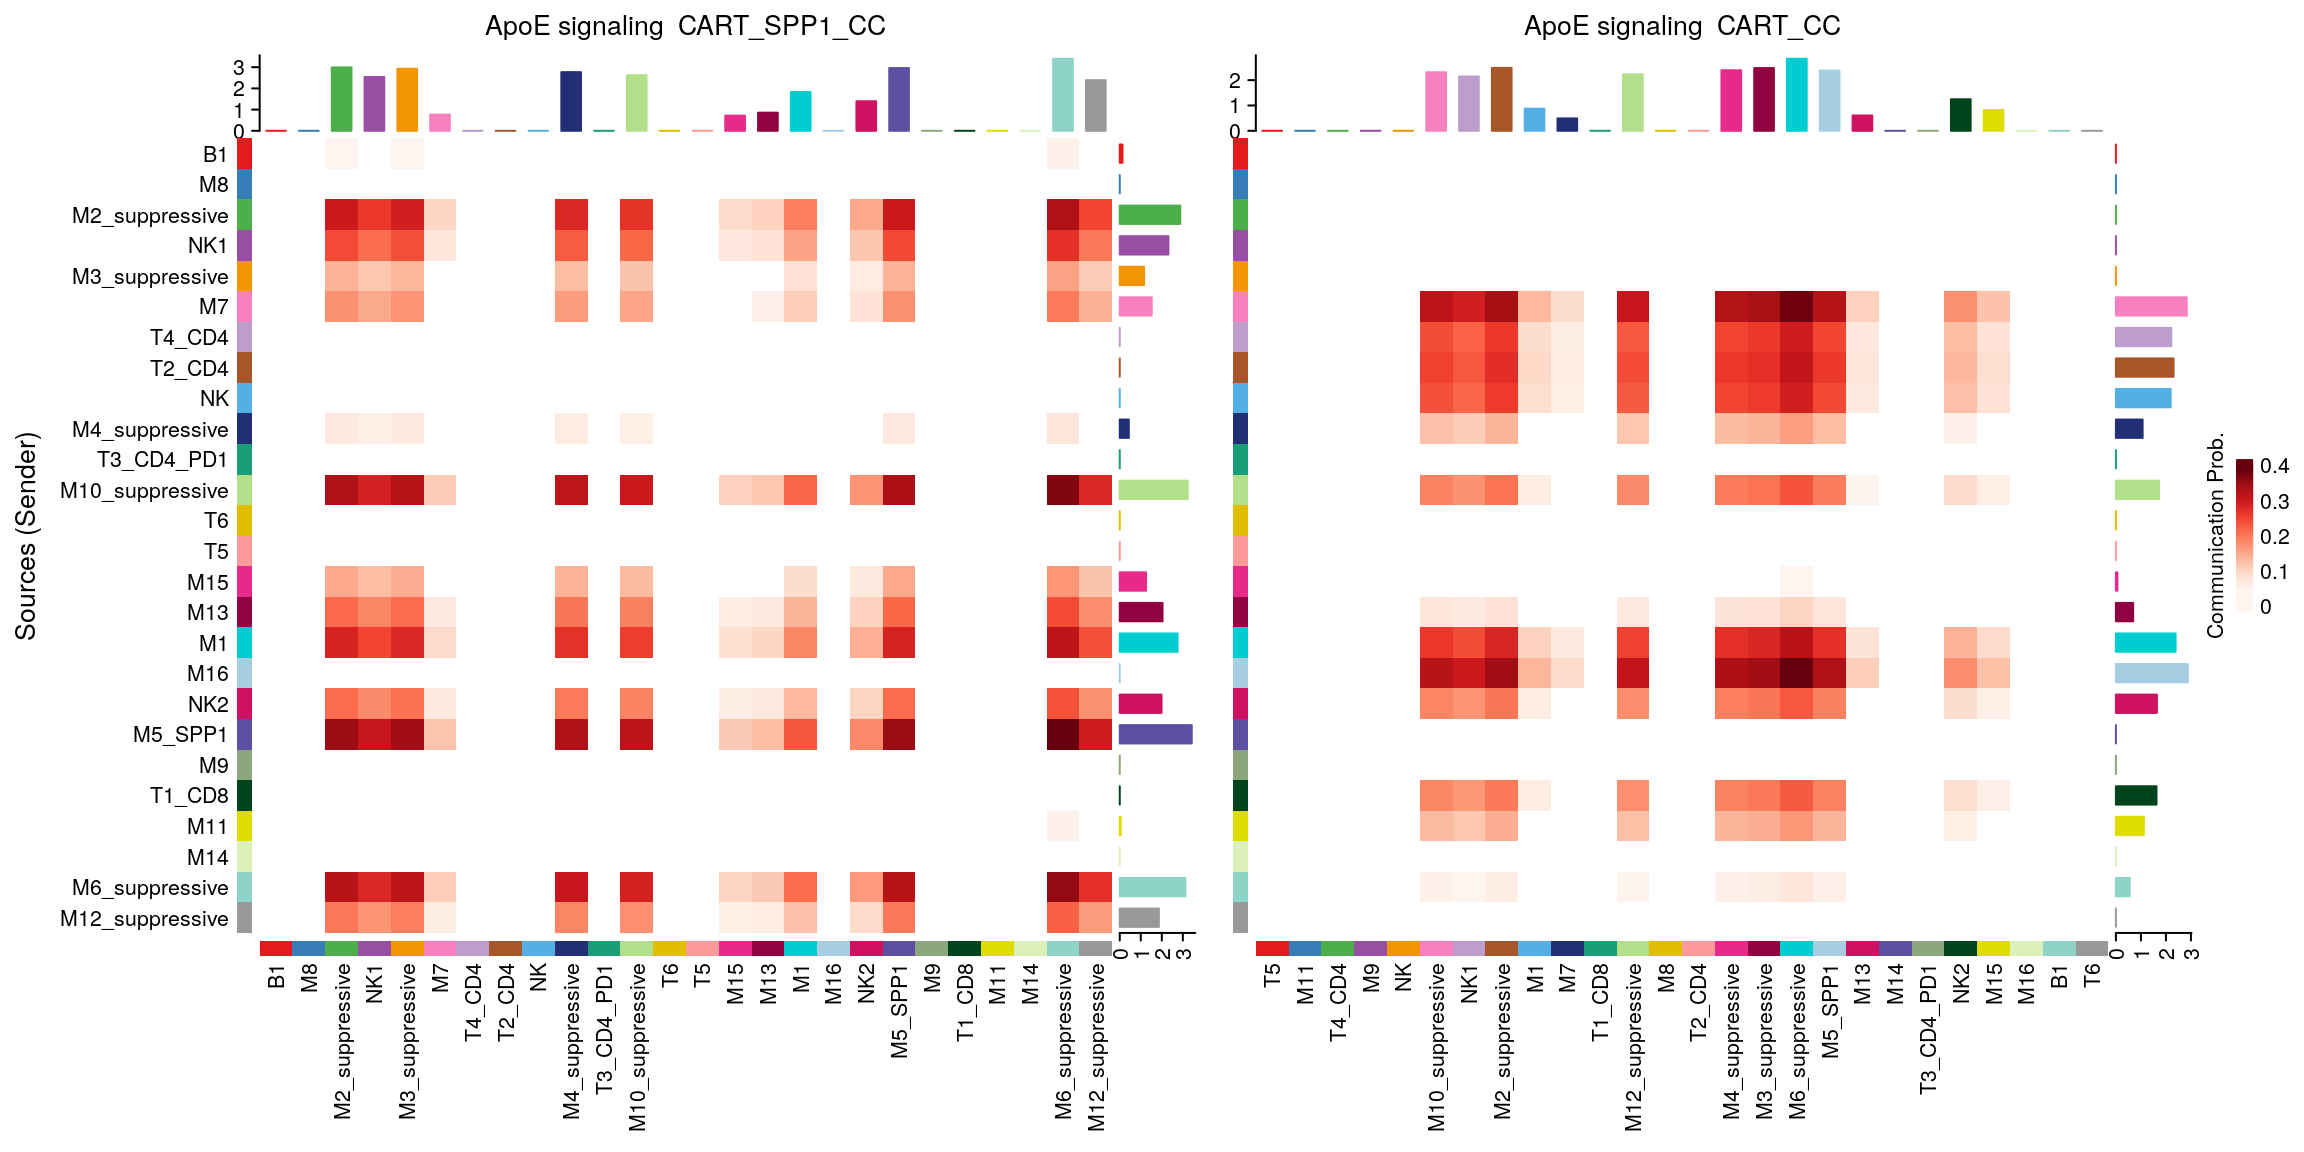 ApoE signaling  CART_SPP1_CC
ApoE signaling  CART_CC
3
2
1
0
2
1
0
Sources (Sender)
B1
M8
M2_suppressive
NK1
M3_suppressive
M7
T4_CD4
T2_CD4
NK
M4_suppressive
T3_CD4_PD1
M10_suppressive
T6
T5
M15
M13
M1
M16
NK2
M5_SPP1
M9
T1_CD8
M11
M14
M6_suppressive
M12_suppressive
B1
M8
M2_suppressive
NK1
M3_suppressive
M7
T4_CD4
T2_CD4
NK
M4_suppressive
T3_CD4_PD1
M10_suppressive
T6
T5
M15
M13
M1
M16
NK2
M5_SPP1
M9
T1_CD8
M11
M14
M6_suppressive
M12_suppressive
0
1
2
3
T5
M11
T4_CD4
M9
NK
M10_suppressive
NK1
M2_suppressive
M1
M7
T1_CD8
M12_suppressive
M8
T2_CD4
M4_suppressive
M3_suppressive
M6_suppressive
M5_SPP1
M13
M14
T3_CD4_PD1
NK2
M15
M16
B1
T6
0
1
2
3
Communication Prob.
0.4
0.3
0.2
0.1
0